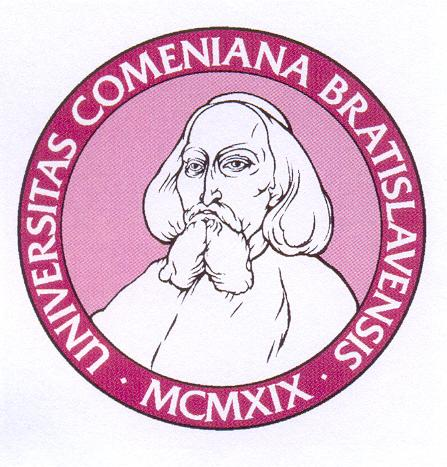 UNIVERSITAS COMENIANA BRATISLAVENSIS
· MCMXIX ·